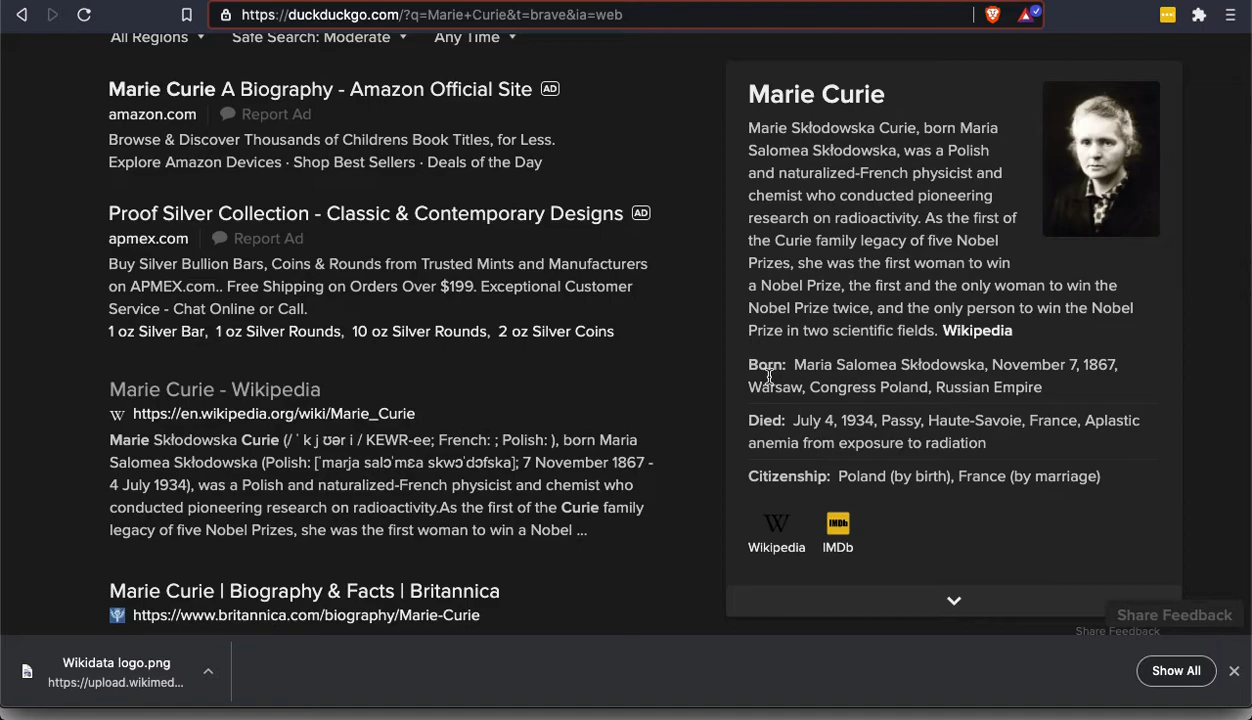 https://duckduckgo.com/?q=Marie+Curie&t=brave&ia=web
All Regions
Safe Search: Moderate
Any Time
Marie Curie A Biography - Amazon Official Site AD
amazon.com Report Ad
Browse & Discover Thousands of Childrens Book Titles, for Less.
Explore Amazon Devices · Shop Best Sellers · Deals of the Day
Proof Silver Collection - Classic & Contemporary Designs AD
apmex.com Report Ad
Buy Silver Bullion Bars, Coins & Rounds from Trusted Mints and Manufacturers
on APMEX.com.. Free Shipping on Orders Over $199. Exceptional Customer
Service - Chat Online or Call.
1 oz Silver Bar, 1 oz Silver Rounds, 10 oz Silver Rounds, 2 oz Silver Coins
Marie Curie - Wikipedia
W https://en.wikipedia.org/wiki/Marie_Curie
Marie Skłodowska Curie (/ ˈ k j ʊər i / KEWR-ee; French: ; Polish: ), born Maria
Salomea Skłodowska (Polish: [ˈmarja salɔˈmɛa skwɔˈdɔfska]; 7 November 1867 -
4 July 1934), was a Polish and naturalized-French physicist and chemist who
conducted pioneering research on radioactivity.As the first of the Curie family
legacy of five Nobel Prizes, she was the first woman to win a Nobel ...
Marie Curie | Biography & Facts | Britannica
https://www.britannica.com/biography/Marie-Curie
Marie Curie
Marie Skłodowska Curie, born Maria
Salomea Skłodowska, was a Polish
and naturalized-French physicist and
chemist who conducted pioneering
research on radioactivity. As the first of
the Curie family legacy of five Nobel
Prizes, she was the first woman to win
a Nobel Prize, the first and the only woman to win the
Nobel Prize twice, and the only person to win the Nobel
Prize in two scientific fields. Wikipedia
Born: Maria Salomea Skłodowska, November 7, 1867,
Warsaw, Congress Poland, Russian Empire
Died: July 4, 1934, Passy, Haute-Savoie, France, Aplastic
anemia from exposure to radiation
Citizenship: Poland (by birth), France (by marriage)
W
IMDb
Wikipedia
IMDb
Share Feedback
Share Feedback
Wikidata logo.png
https://upload.wikimed...
Show All